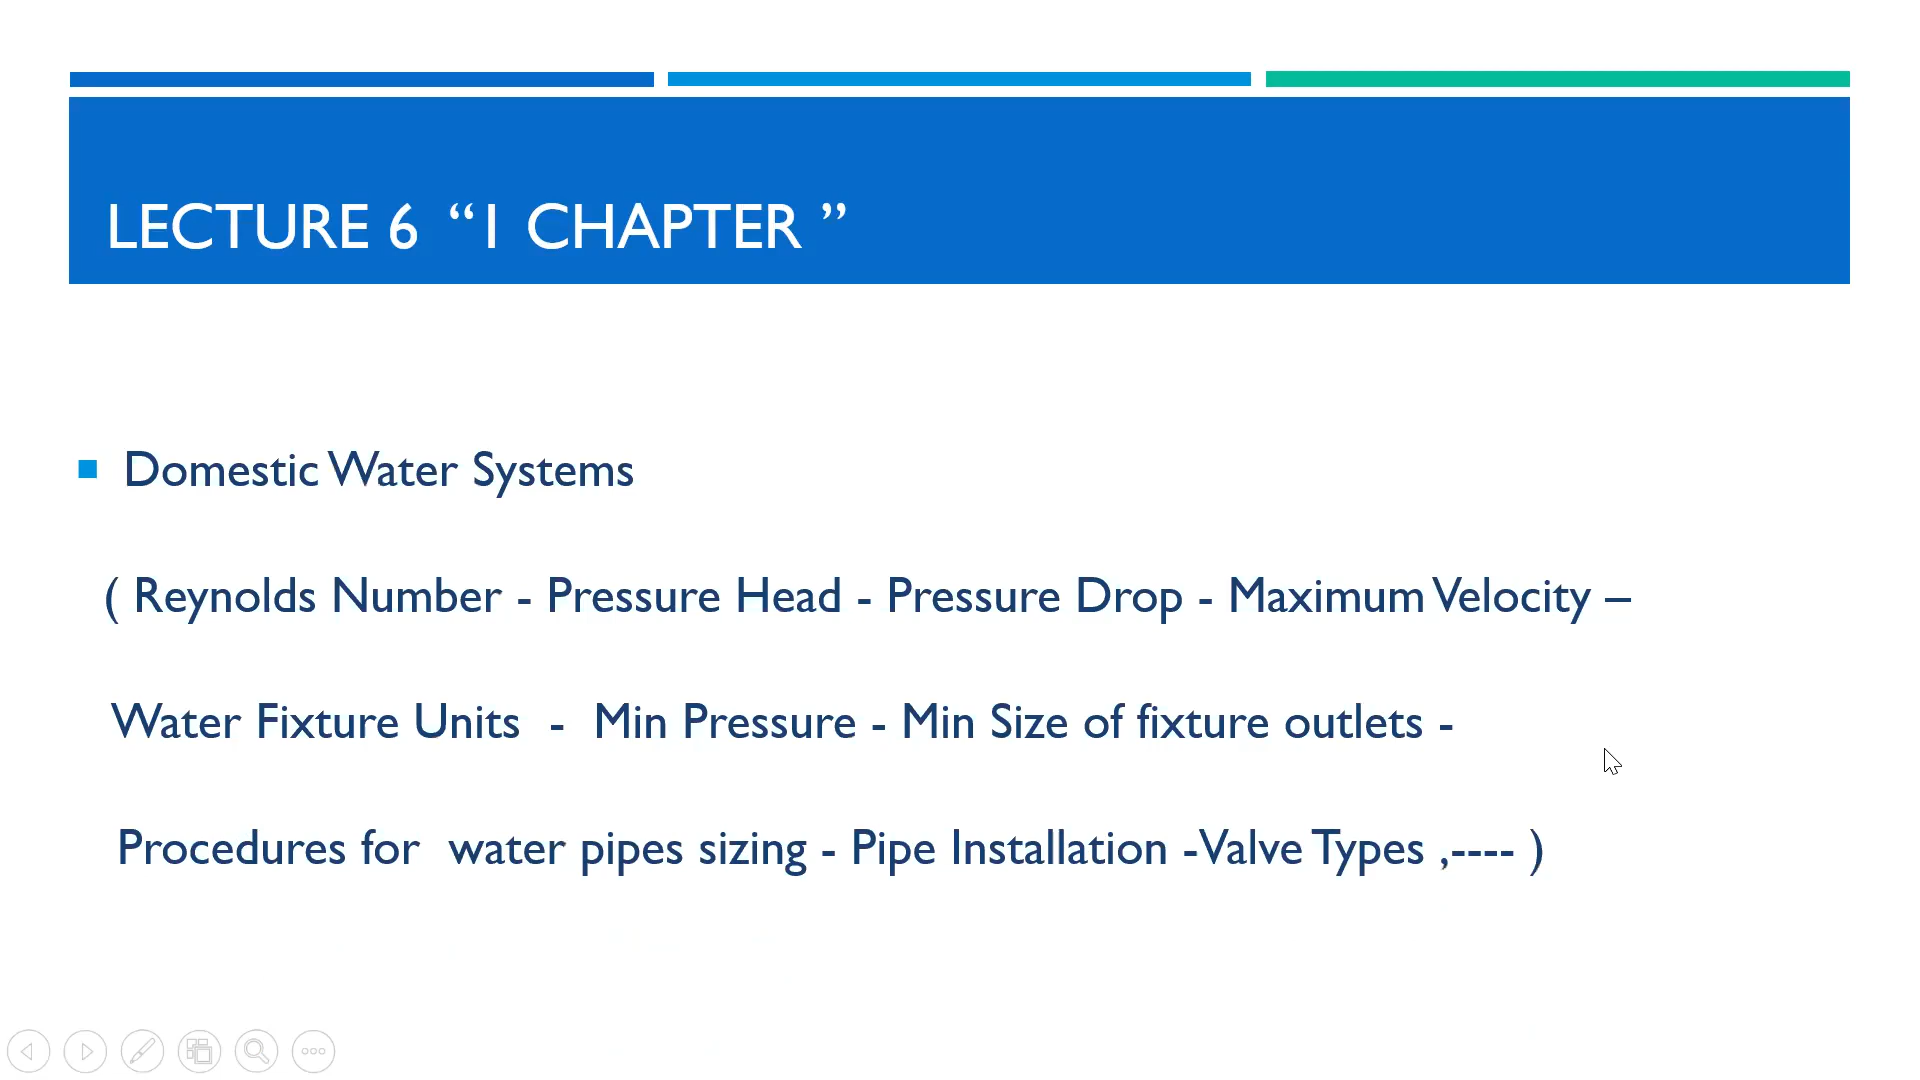 LECTURE 6 “1 CHAPTER ”
Domestic Water Systems
( Reynolds Number - Pressure Head - Pressure Drop - Maximum Velocity –
Water Fixture Units - Min Pressure - Min Size of fixture outlets -
Procedures for water pipes sizing - Pipe Installation -Valve Types ,---- )